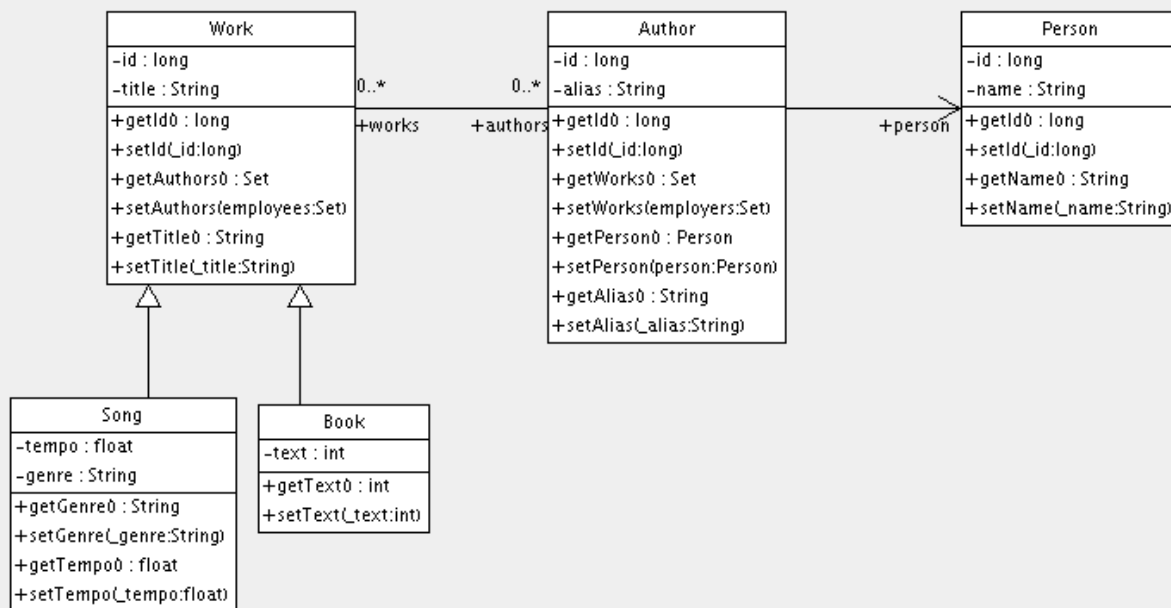 Work
-id : long
-title : String
+getId() : long
+setId(_id:long)
+getAuthors() : Set
+setAuthors(employees:Set)
+getTitle() : String
+setTitle(_title:String)
0..*
+works
0..*
+authors
Author
-id : long
-alias : String
+getId() : long
+setId(_id:long)
+getWorks() : Set
+setWorks(employers:Set)
+getPerson() : Person
+setPerson(person:Person)
+getAlias() : String
+setAlias(_alias:String)
+person
Person
-id : long
-name : String
+getId() : long
+setId(_id:long)
+getName() : String
+setName(_name:String)
Song
-tempo : float
-genre : String
+getGenre() : String
+setGenre(_genre:String)
+getTempo() : float
+setTempo(_tempo:float)
Book
-text : int
+getText() : int
+setText(_text:int)